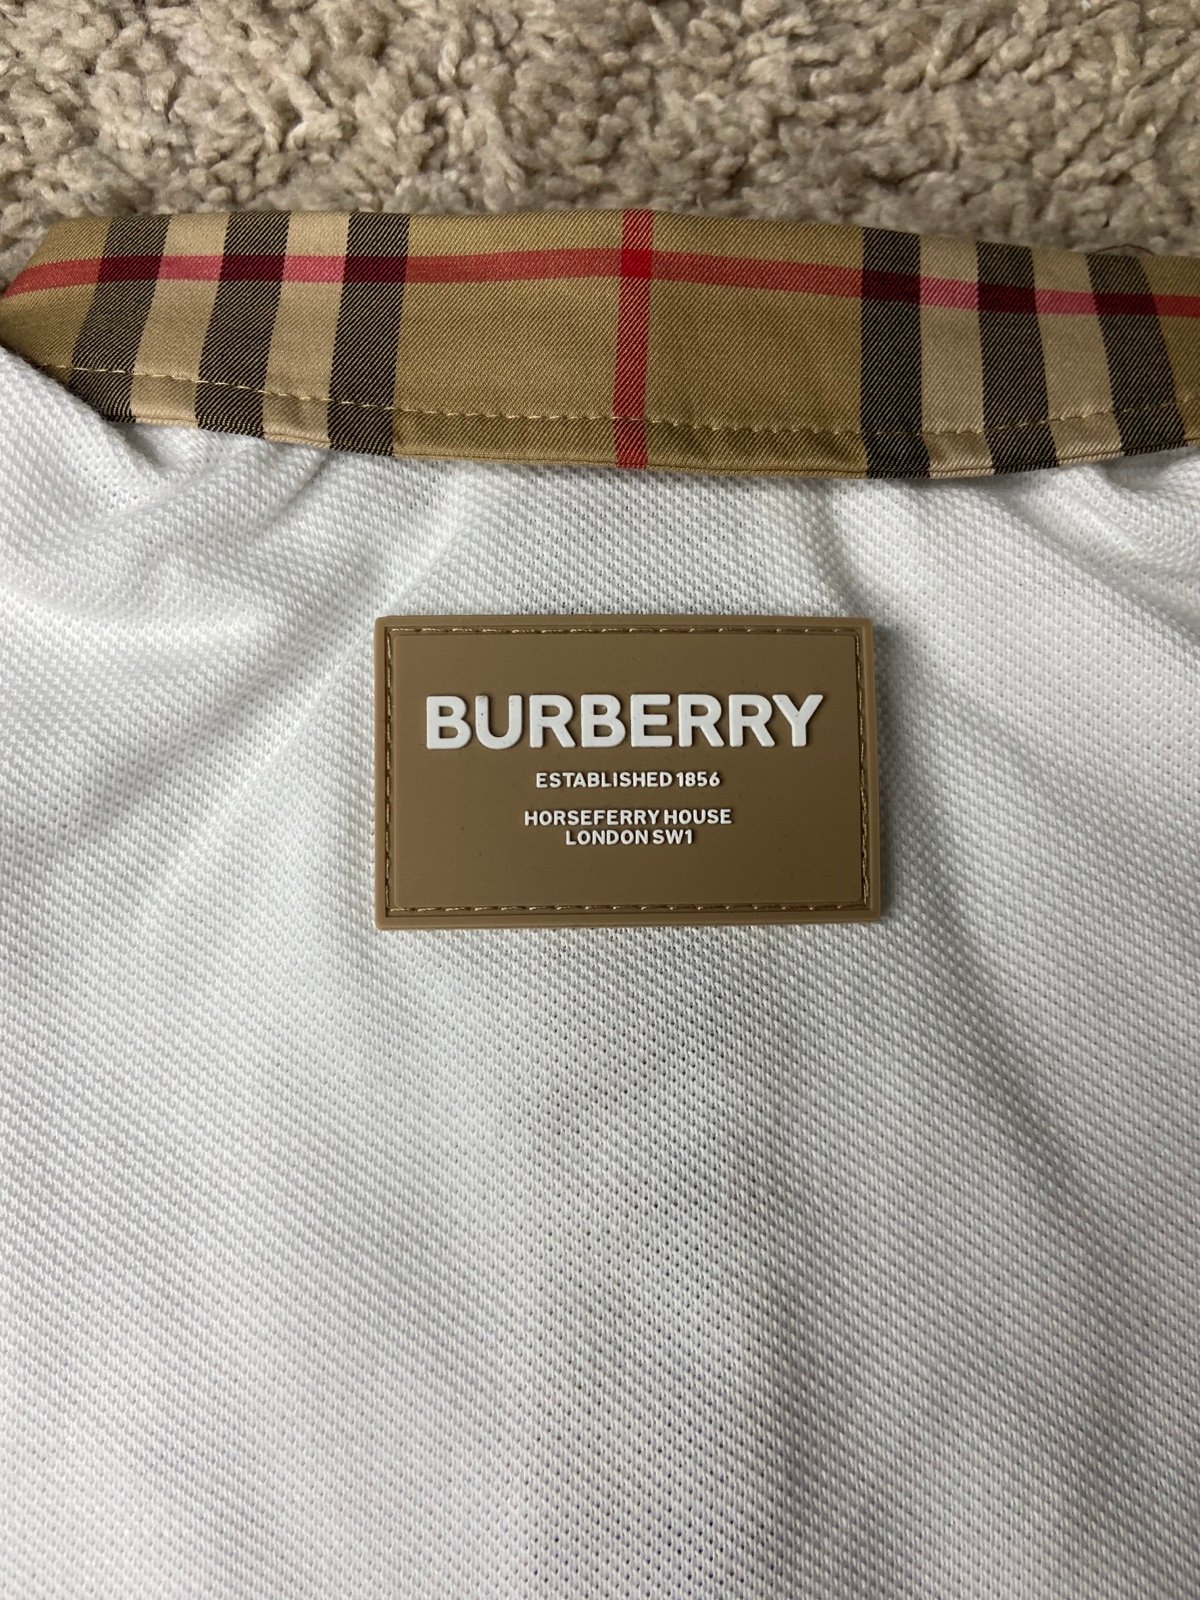 BURBERRY
ESTABLISHED 1856
HORSEFERRY HOUSE
LONDON SW1